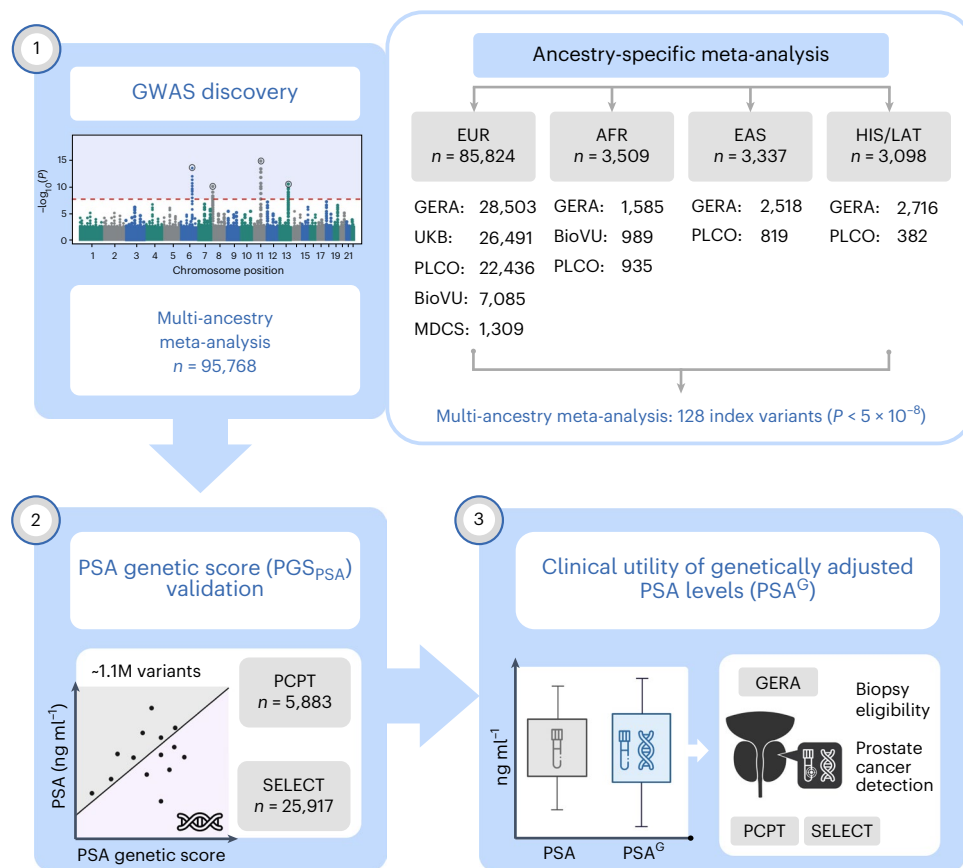 1
GWAS discovery
–log10(P)
15
10
5
0
1 2 3 4 5 6 7 8 9 10 11 12 13 15 17 19 21
Chromosome position
Multi-ancestry
meta-analysis
n = 95,768
Ancestry-specific meta-analysis
EUR
n = 85,824
AFR
n = 3,509
EAS
n = 3,337
HIS/LAT
n = 3,098
GERA: 28,503
UKB: 26,491
PLCO: 22,436
BioVU: 7,085
MDCS: 1,309
GERA: 1,585
BioVU: 989
PLCO: 935
GERA: 2,518
PLCO: 819
GERA: 2,716
PLCO: 382
Multi-ancestry meta-analysis: 128 index variants (P < 5 × 10⁻⁸)
2
PSA genetic score (PGS_PSA)
validation
~1.1M variants
PSA (ng ml⁻¹)
PSA genetic score
PCPT
n = 5,883
SELECT
n = 25,917
3
Clinical utility of genetically adjusted
PSA levels (PSA^G)
ng ml⁻¹
PSA
PSA^G
GERA
Biopsy
eligibility
Prostate
cancer
detection
PCPT
SELECT